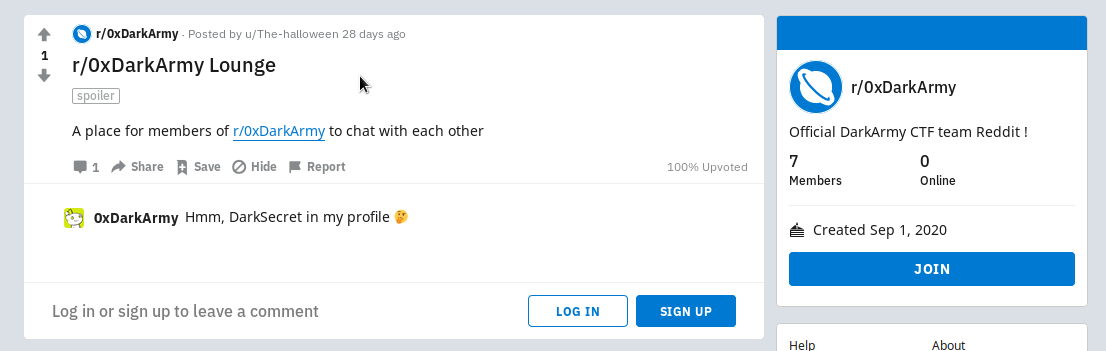 r/0xDarkArmy · Posted by u/The-halloween 28 days ago
1
r/0xDarkArmy Lounge
spoiler
A place for members of r/0xDarkArmy to chat with each other
1 Share Save Hide Report 100% Upvoted
0xDarkArmy Hmm, DarkSecret in my profile 🤔
Log in or sign up to leave a comment LOG IN SIGN UP
r/0xDarkArmy
Official DarkArmy CTF team Reddit !
7 0
Members Online
Created Sep 1, 2020
JOIN
Help About